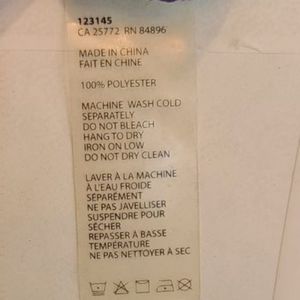 123145
CA 25772 RN 84896
MADE IN CHINA
FAIT EN CHINE
100% POLYESTER
MACHINE WASH COLD
SEPARATELY
DO NOT BLEACH
HANG TO DRY
IRON ON LOW
DO NOT DRY CLEAN
LAVER À LA MACHINE
À L'EAU FROIDE
SÉPARÉMENT
NE PAS JAVELLISER
SUSPENDRE POUR
SÉCHER
REPASSER À BASSE
TEMPÉRATURE
NE PAS NETTOYER À SEC